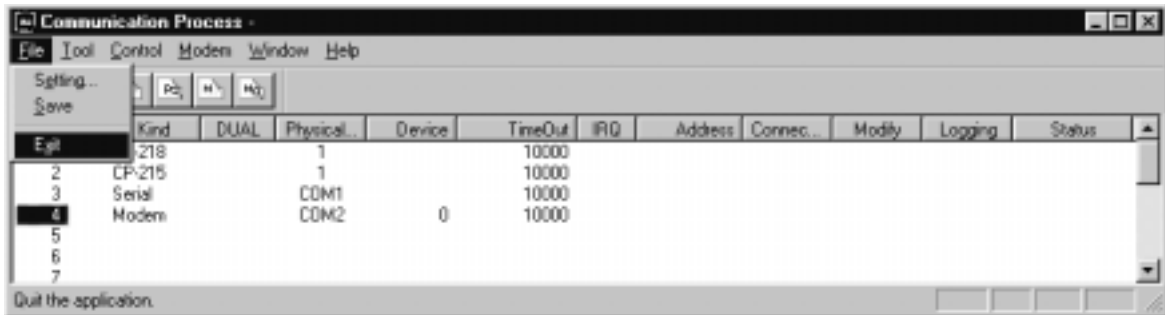 Communication Process -
File Tool Control Modem Window Help
Setting...
Save
Exit
Kind DUAL Physical... Device TimeOut IRQ Address Connec... Modify Logging Status
218 1 10000
2 CP-215 1 10000
3 Serial COM1 10000
4 Modem COM2 0 10000
5
6
7
Quit the application.